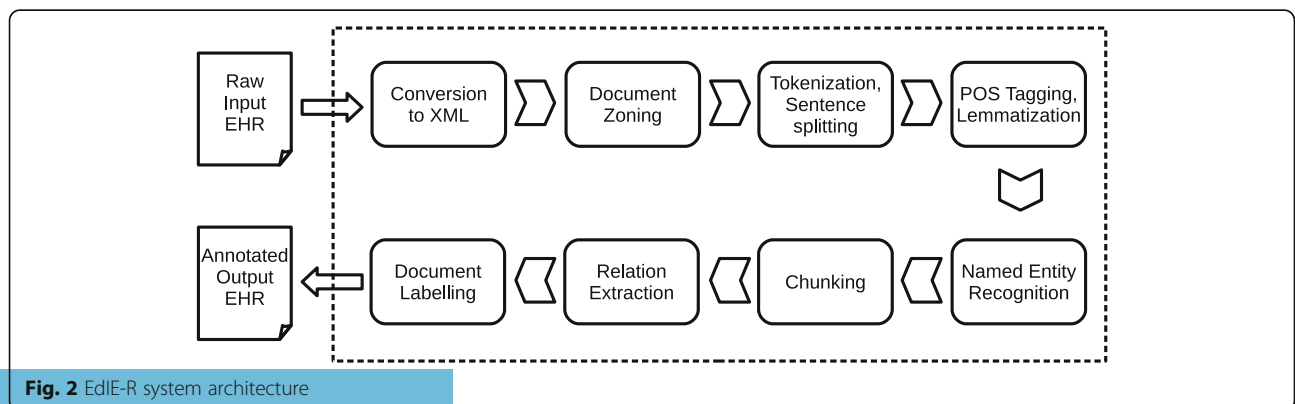 Raw
Input
EHR
Conversion
to XML
Document
Zoning
Tokenization,
Sentence
splitting
POS Tagging,
Lemmatization
Annotated
Output
EHR
Document
Labelling
Relation
Extraction
Chunking
Named Entity
Recognition
Fig. 2 EdIE-R system architecture